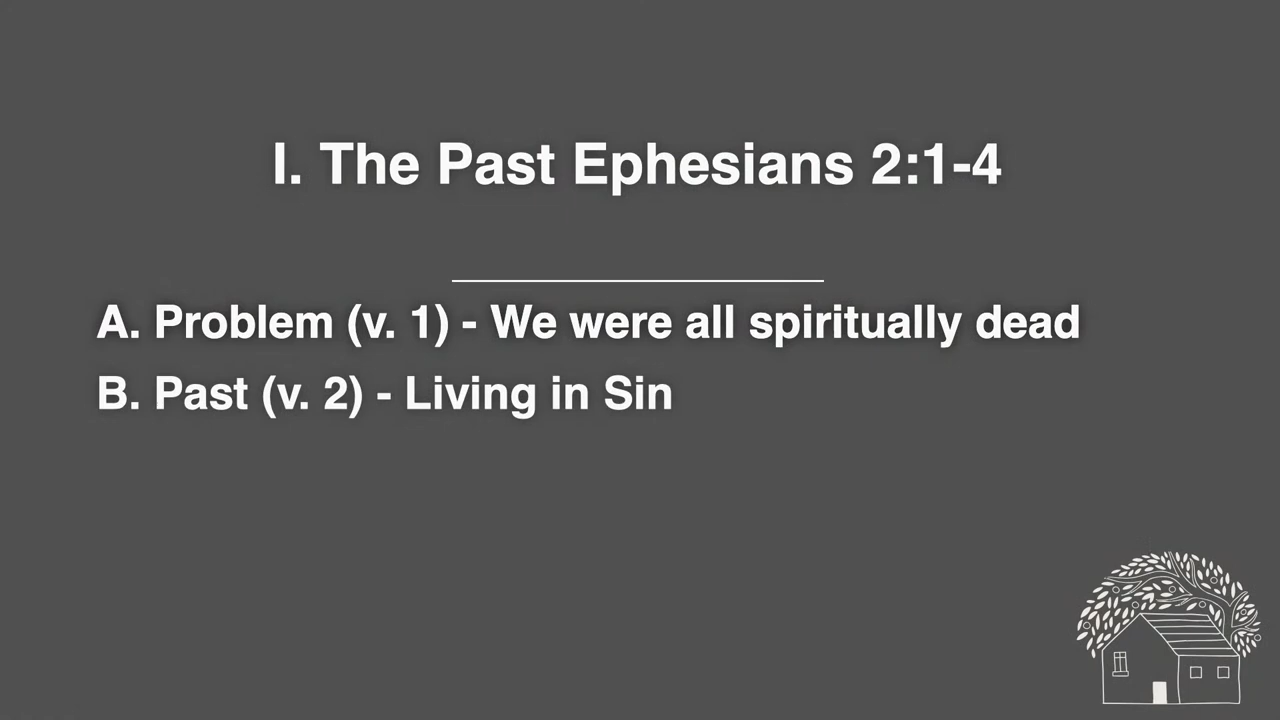 I. The Past Ephesians 2:1-4
A. Problem (v. 1) - We were all spiritually dead
B. Past (v. 2) - Living in Sin